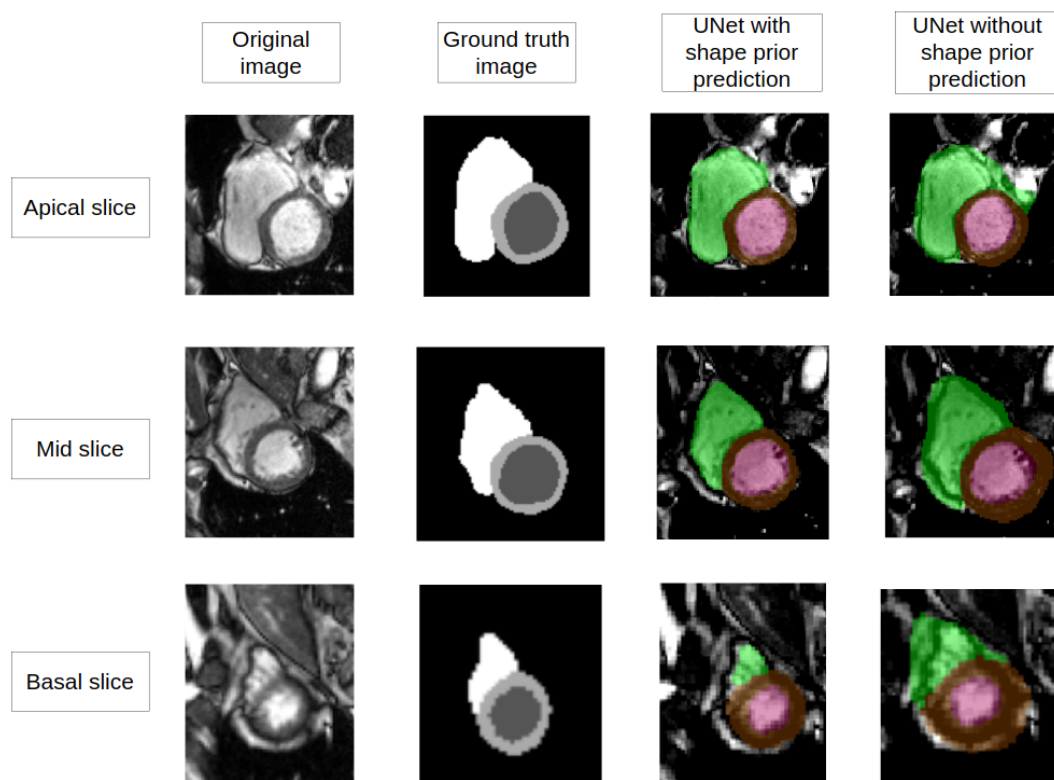 Original
image
Ground truth
image
UNet with
shape prior
prediction
UNet without
shape prior
prediction
Apical slice
Mid slice
Basal slice